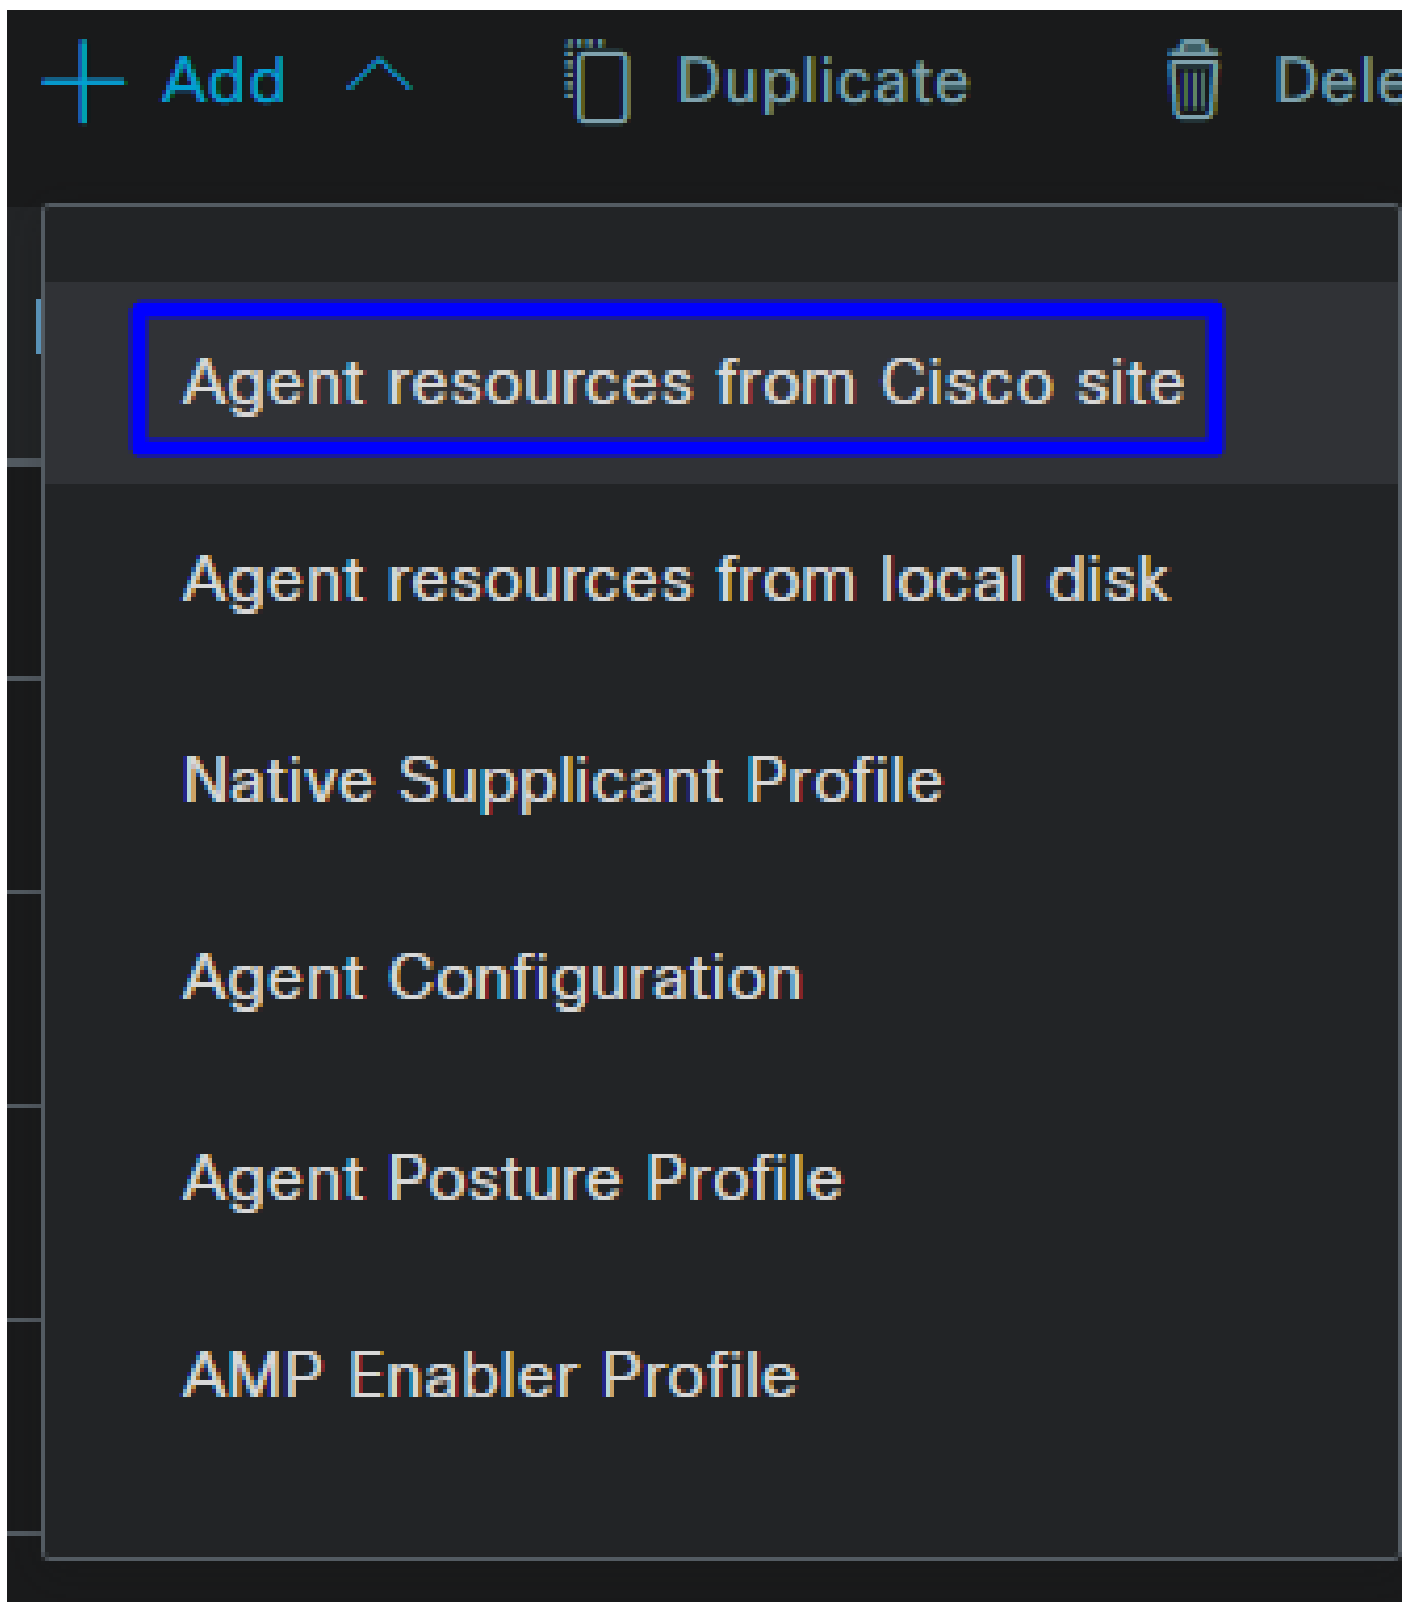 Add Duplicate Dele
Agent resources from Cisco site
Agent resources from local disk
Native Supplicant Profile
Agent Configuration
Agent Posture Profile
AMP Enabler Profile